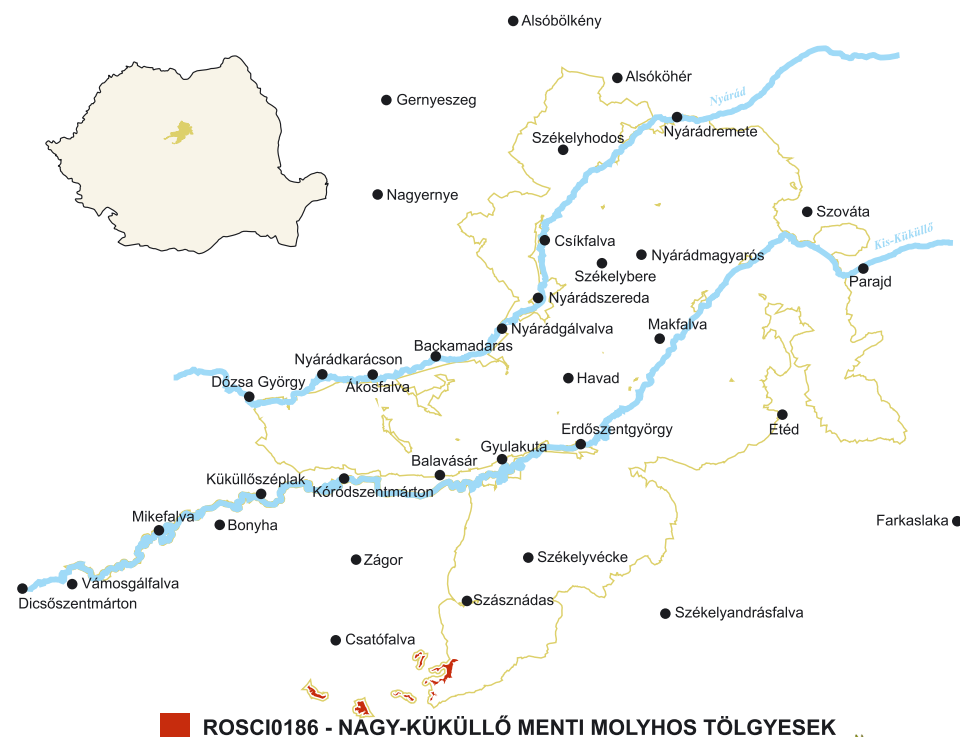 Alsóbölkény
Alsóköhér
Gernyeszeg
Nyárád
Nyárádremete
Székelyhodos
Nagyernye
Szováta
Kis-Küküllő
Csíkfalva
Nyárádmagyarós
Székelybere
Parajd
Nyárádszereda
Nyárádgálvalva
Makfalva
Backamadaras
Nyárádkarácson
Dózsa György
Ákosfalva
Havad
Etéd
Erdőszentgyörgy
Gyulakuta
Balavásár
Küküllőszéplak
Kóródszentmárton
Mikefalva
Bonyha
Farkaslaka
Zágor
Székelyvécke
Vámosgálfalva
Dicsőszentmárton
Szásznádas
Székelyandrásfalva
Csatófalva
ROSCI0186 - NAGY-KÜKÜLLŐ MENTI MOLYHOS TÖLGYESEK